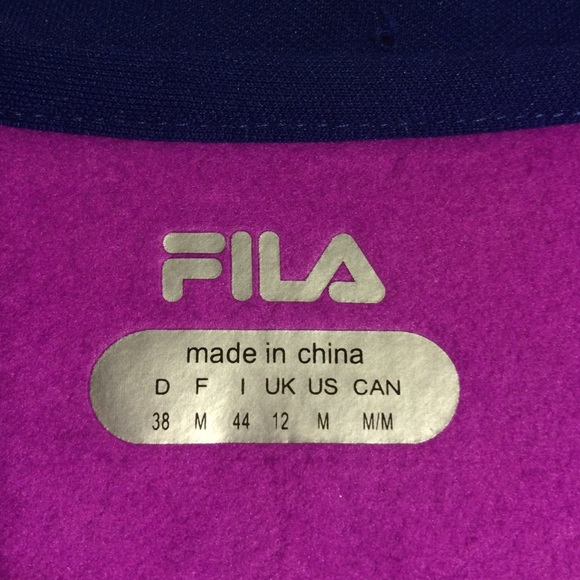 FILA
made in china
D F I UK US CAN
38 M 44 12 M M/M